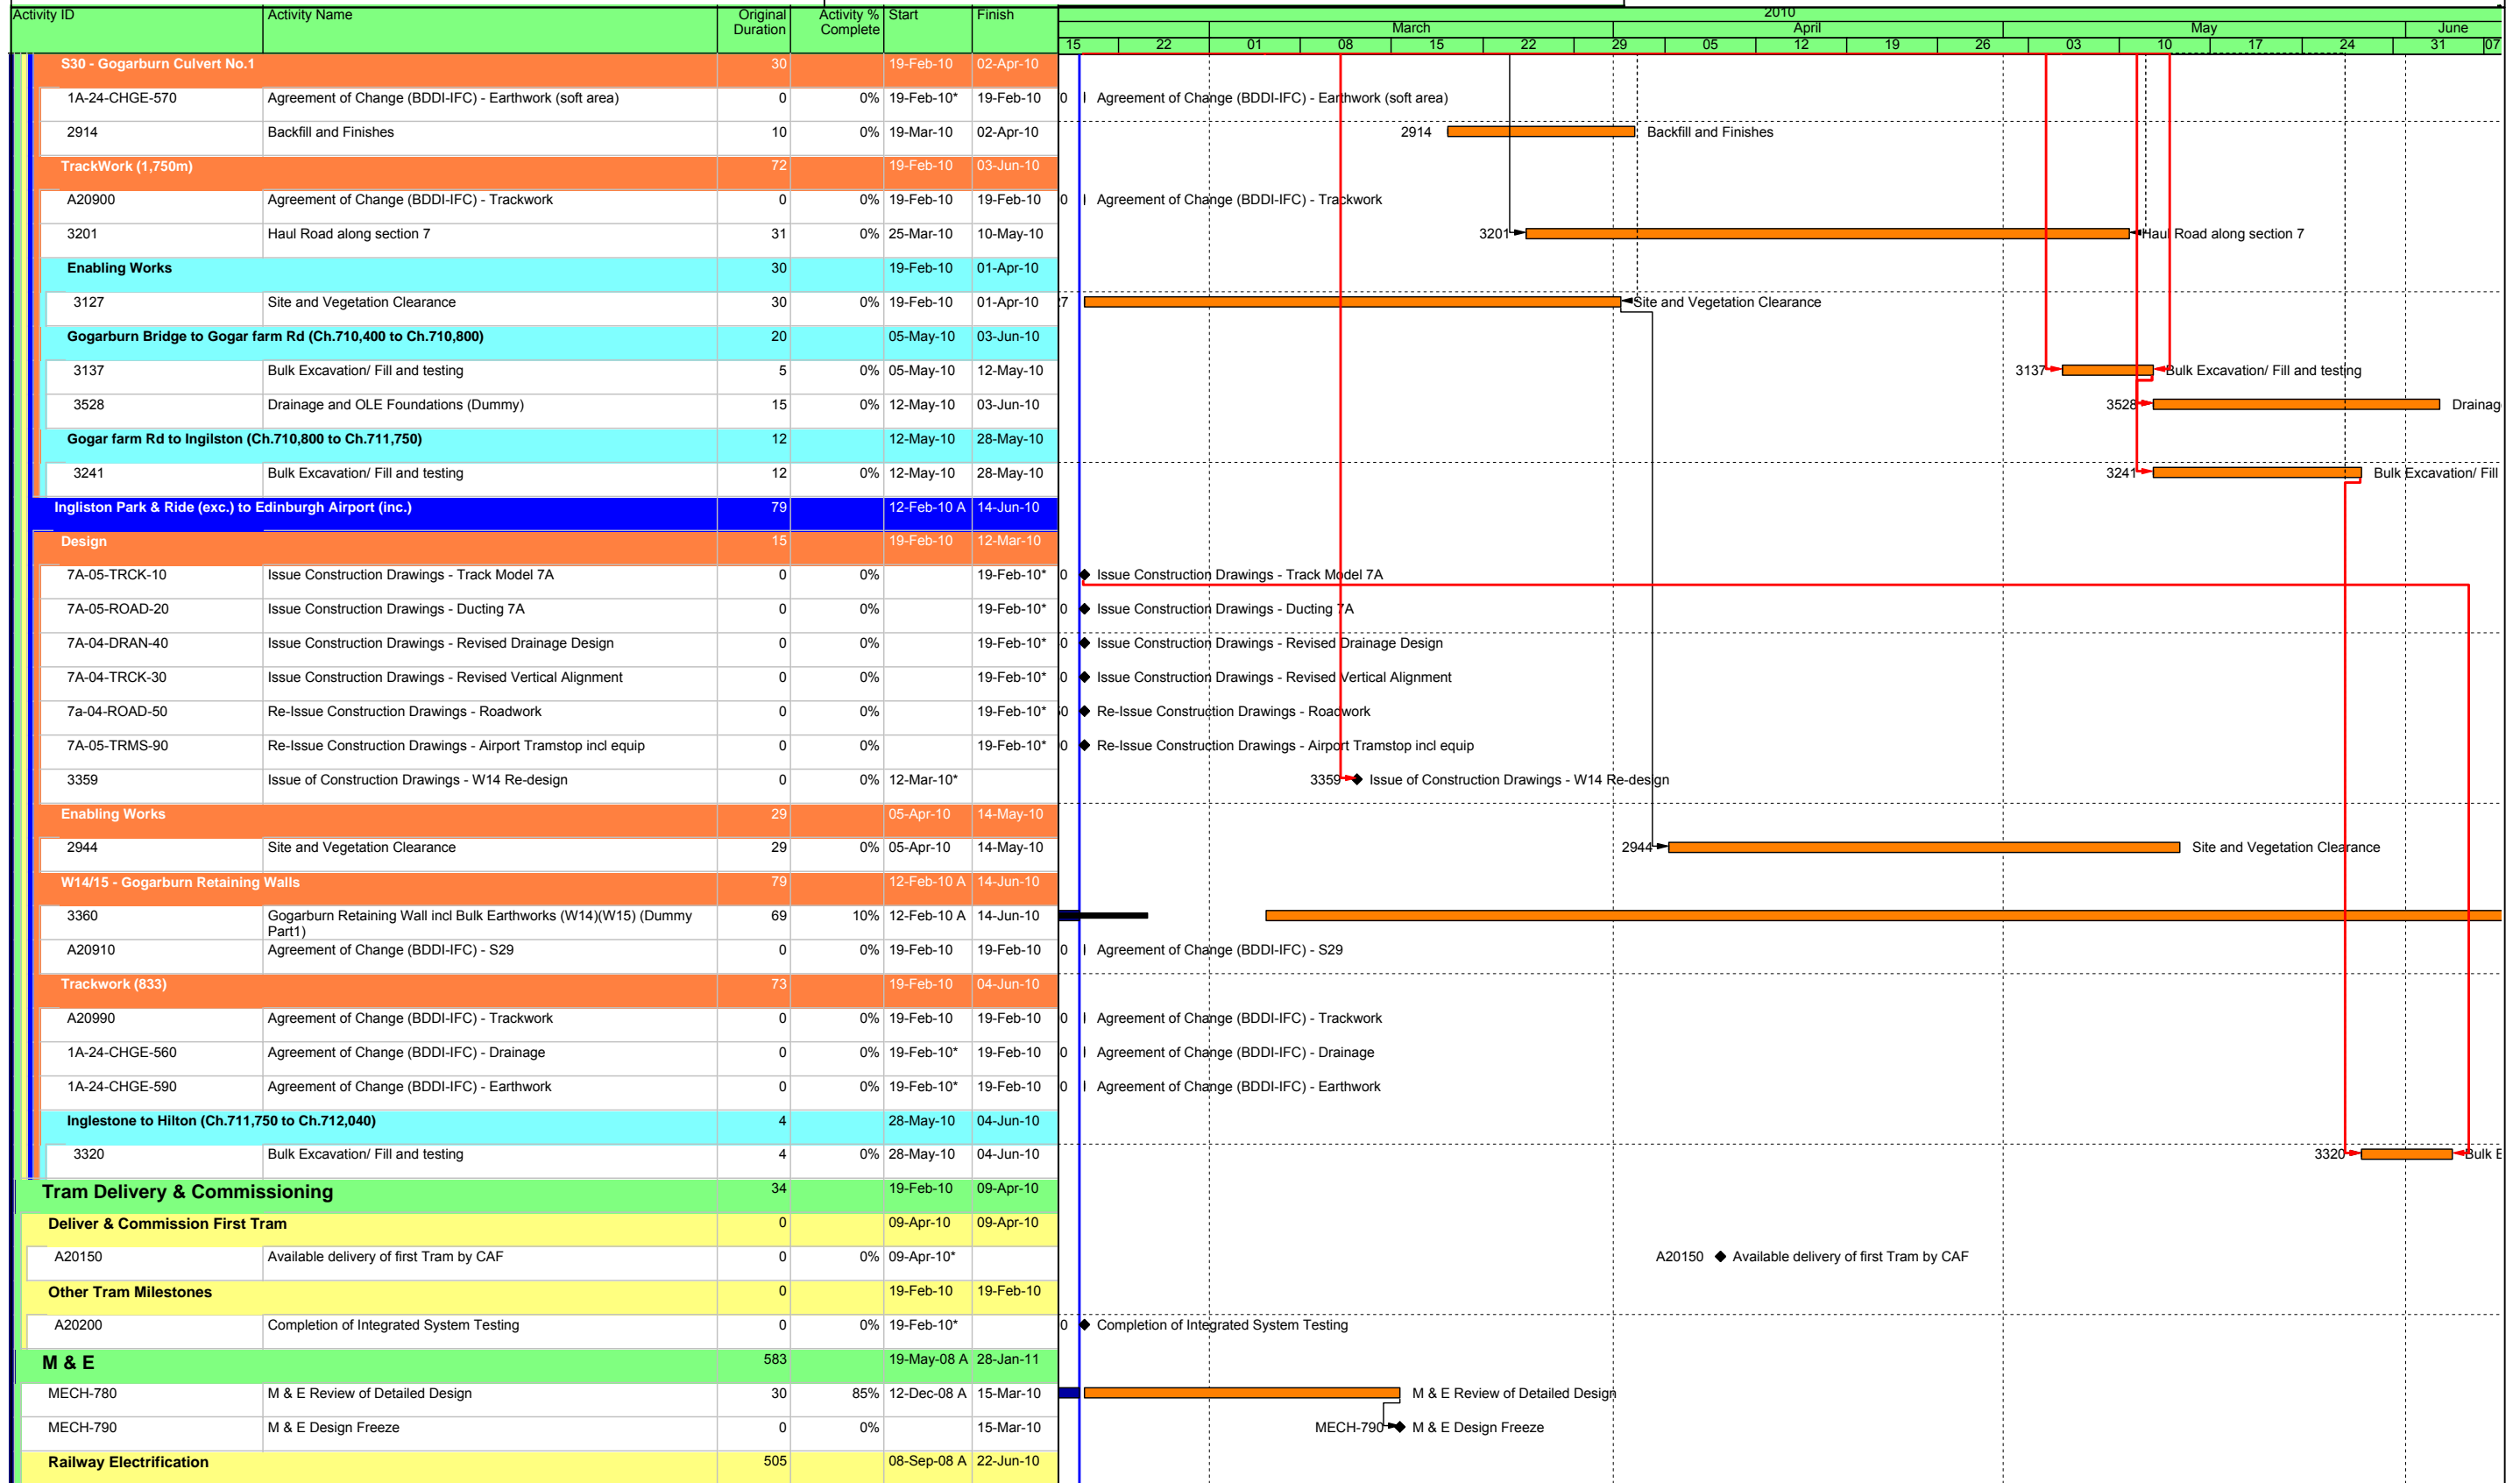 Activity ID Activity Name Original Duration Activity % Complete Start Finish 2010
March April May June
15 22 01 08 15 22 29 05 12 19 26 03 10 17 24 31 07
S30 - Gogarburn Culvert No.1 30 19-Feb-10 02-Apr-10
1A-24-CHGE-570 Agreement of Change (BDDI-IFC) - Earthwork (soft area) 0 0% 19-Feb-10* 19-Feb-10 0 Agreement of Change (BDDI-IFC) - Earthwork (soft area)
2914 Backfill and Finishes 10 0% 19-Mar-10 02-Apr-10 2914 Backfill and Finishes
TrackWork (1,750m) 72 19-Feb-10 03-Jun-10
A20900 Agreement of Change (BDDI-IFC) - Trackwork 0 0% 19-Feb-10 19-Feb-10 0 Agreement of Change (BDDI-IFC) - Trackwork
3201 Haul Road along section 7 31 0% 25-Mar-10 10-May-10 3201 Haul Road along section 7
Enabling Works 30 19-Feb-10 01-Apr-10
3127 Site and Vegetation Clearance 30 0% 19-Feb-10 01-Apr-10 27 Site and Vegetation Clearance
Gogarburn Bridge to Gogar farm Rd (Ch.710,400 to Ch.710,800) 20 05-May-10 03-Jun-10
3137 Bulk Excavation/ Fill and testing 5 0% 05-May-10 12-May-10 3137 Bulk Excavation/ Fill and testing
3528 Drainage and OLE Foundations (Dummy) 15 0% 12-May-10 03-Jun-10 3528 Drainag
Gogar farm Rd to Ingilston (Ch.710,800 to Ch.711,750) 12 12-May-10 28-May-10
3241 Bulk Excavation/ Fill and testing 12 0% 12-May-10 28-May-10 3241 Bulk Excavation/ Fill
Ingliston Park & Ride (exc.) to Edinburgh Airport (inc.) 79 12-Feb-10 A 14-Jun-10
Design 15 19-Feb-10 12-Mar-10
7A-05-TRCK-10 Issue Construction Drawings - Track Model 7A 0 0% 19-Feb-10* 0 Issue Construction Drawings - Track Model 7A
7A-05-ROAD-20 Issue Construction Drawings - Ducting 7A 0 0% 19-Feb-10* 0 Issue Construction Drawings - Ducting 7A
7A-04-DRAN-40 Issue Construction Drawings - Revised Drainage Design 0 0% 19-Feb-10* 0 Issue Construction Drawings - Revised Drainage Design
7A-04-TRCK-30 Issue Construction Drawings - Revised Vertical Alignment 0 0% 19-Feb-10* 0 Issue Construction Drawings - Revised Vertical Alignment
7a-04-ROAD-50 Re-Issue Construction Drawings - Roadwork 0 0% 19-Feb-10* 0 Re-Issue Construction Drawings - Roadwork
7A-05-TRMS-90 Re-Issue Construction Drawings - Airport Tramstop incl equip 0 0% 19-Feb-10* 0 Re-Issue Construction Drawings - Airport Tramstop incl equip
3359 Issue of Construction Drawings - W14 Re-design 0 0% 12-Mar-10* 3359 Issue of Construction Drawings - W14 Re-design
Enabling Works 29 05-Apr-10 14-May-10
2944 Site and Vegetation Clearance 29 0% 05-Apr-10 14-May-10 2944 Site and Vegetation Clearance
W14/15 - Gogarburn Retaining Walls 79 12-Feb-10 A 14-Jun-10
3360 Gogarburn Retaining Wall incl Bulk Earthworks (W14)(W15) (Dummy Part1) 69 10% 12-Feb-10 A 14-Jun-10
A20910 Agreement of Change (BDDI-IFC) - S29 0 0% 19-Feb-10 19-Feb-10 0 Agreement of Change (BDDI-IFC) - S29
Trackwork (833) 73 19-Feb-10 04-Jun-10
A20990 Agreement of Change (BDDI-IFC) - Trackwork 0 0% 19-Feb-10 19-Feb-10 0 Agreement of Change (BDDI-IFC) - Trackwork
1A-24-CHGE-560 Agreement of Change (BDDI-IFC) - Drainage 0 0% 19-Feb-10* 19-Feb-10 0 Agreement of Change (BDDI-IFC) - Drainage
1A-24-CHGE-590 Agreement of Change (BDDI-IFC) - Earthwork 0 0% 19-Feb-10* 19-Feb-10 0 Agreement of Change (BDDI-IFC) - Earthwork
Inglestone to Hilton (Ch.711,750 to Ch.712,040) 4 28-May-10 04-Jun-10
3320 Bulk Excavation/ Fill and testing 4 0% 28-May-10 04-Jun-10 3320 Bulk E
Tram Delivery & Commissioning 34 19-Feb-10 09-Apr-10
Deliver & Commission First Tram 0 09-Apr-10 09-Apr-10
A20150 Available delivery of first Tram by CAF 0 0% 09-Apr-10* A20150 Available delivery of first Tram by CAF
Other Tram Milestones 0 19-Feb-10 19-Feb-10
A20200 Completion of Integrated System Testing 0 0% 19-Feb-10* 0 Completion of Integrated System Testing
M & E 583 19-May-08 A 28-Jan-11
MECH-780 M & E Review of Detailed Design 30 85% 12-Dec-08 A 15-Mar-10 M & E Review of Detailed Design
MECH-790 M & E Design Freeze 0 0% 15-Mar-10 MECH-790 M & E Design Freeze
Railway Electrification 505 08-Sep-08 A 22-Jun-10